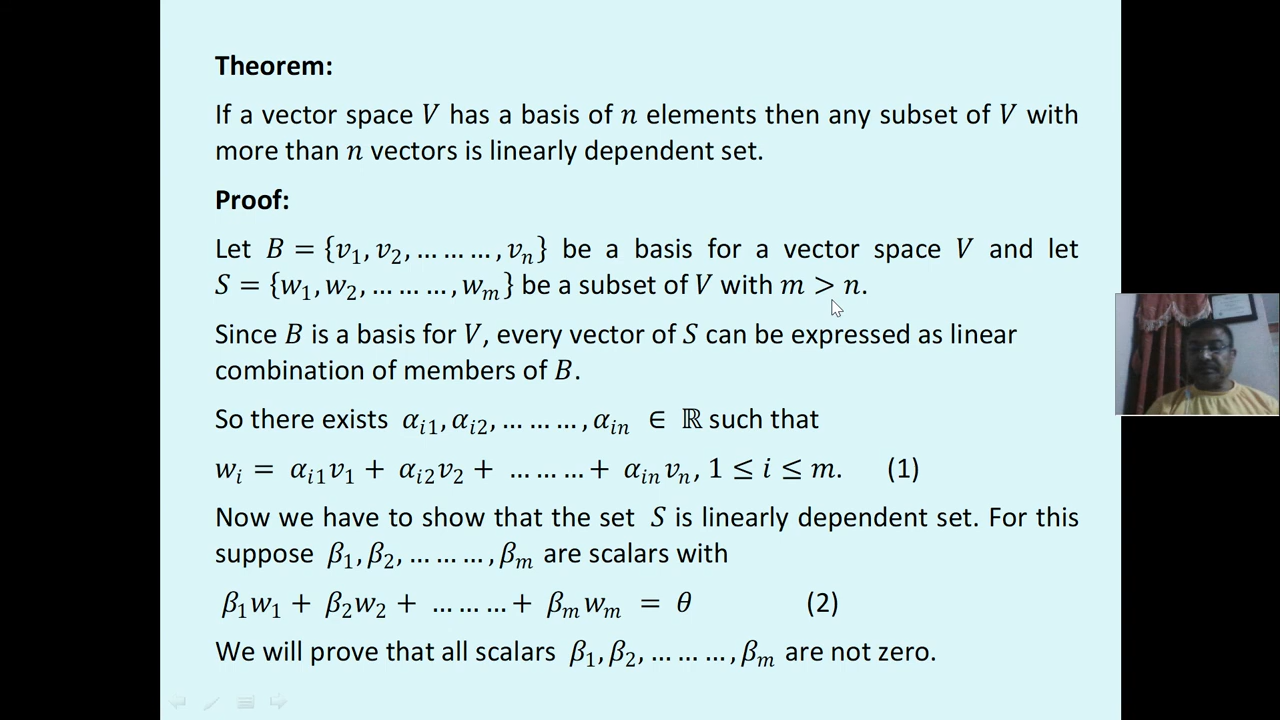 Theorem:
If a vector space V has a basis of n elements then any subset of V with
more than n vectors is linearly dependent set.
Proof:
Let B = {v₁, v₂, … … … , vₙ} be a basis for a vector space V and let
S = {w₁, w₂, … … … , wₘ} be a subset of V with m > n.
Since B is a basis for V, every vector of S can be expressed as linear
combination of members of B.
So there exists αᵢ₁, αᵢ₂, … … … , αᵢₙ ∈ ℝ such that
wᵢ = αᵢ₁v₁ + αᵢ₂v₂ + … … … + αᵢₙvₙ, 1 ≤ i ≤ m. (1)
Now we have to show that the set S is linearly dependent set. For this
suppose β₁, β₂, … … … , βₘ are scalars with
β₁w₁ + β₂w₂ + … … … + βₘwₘ = θ (2)
We will prove that all scalars β₁, β₂, … … … , βₘ are not zero.